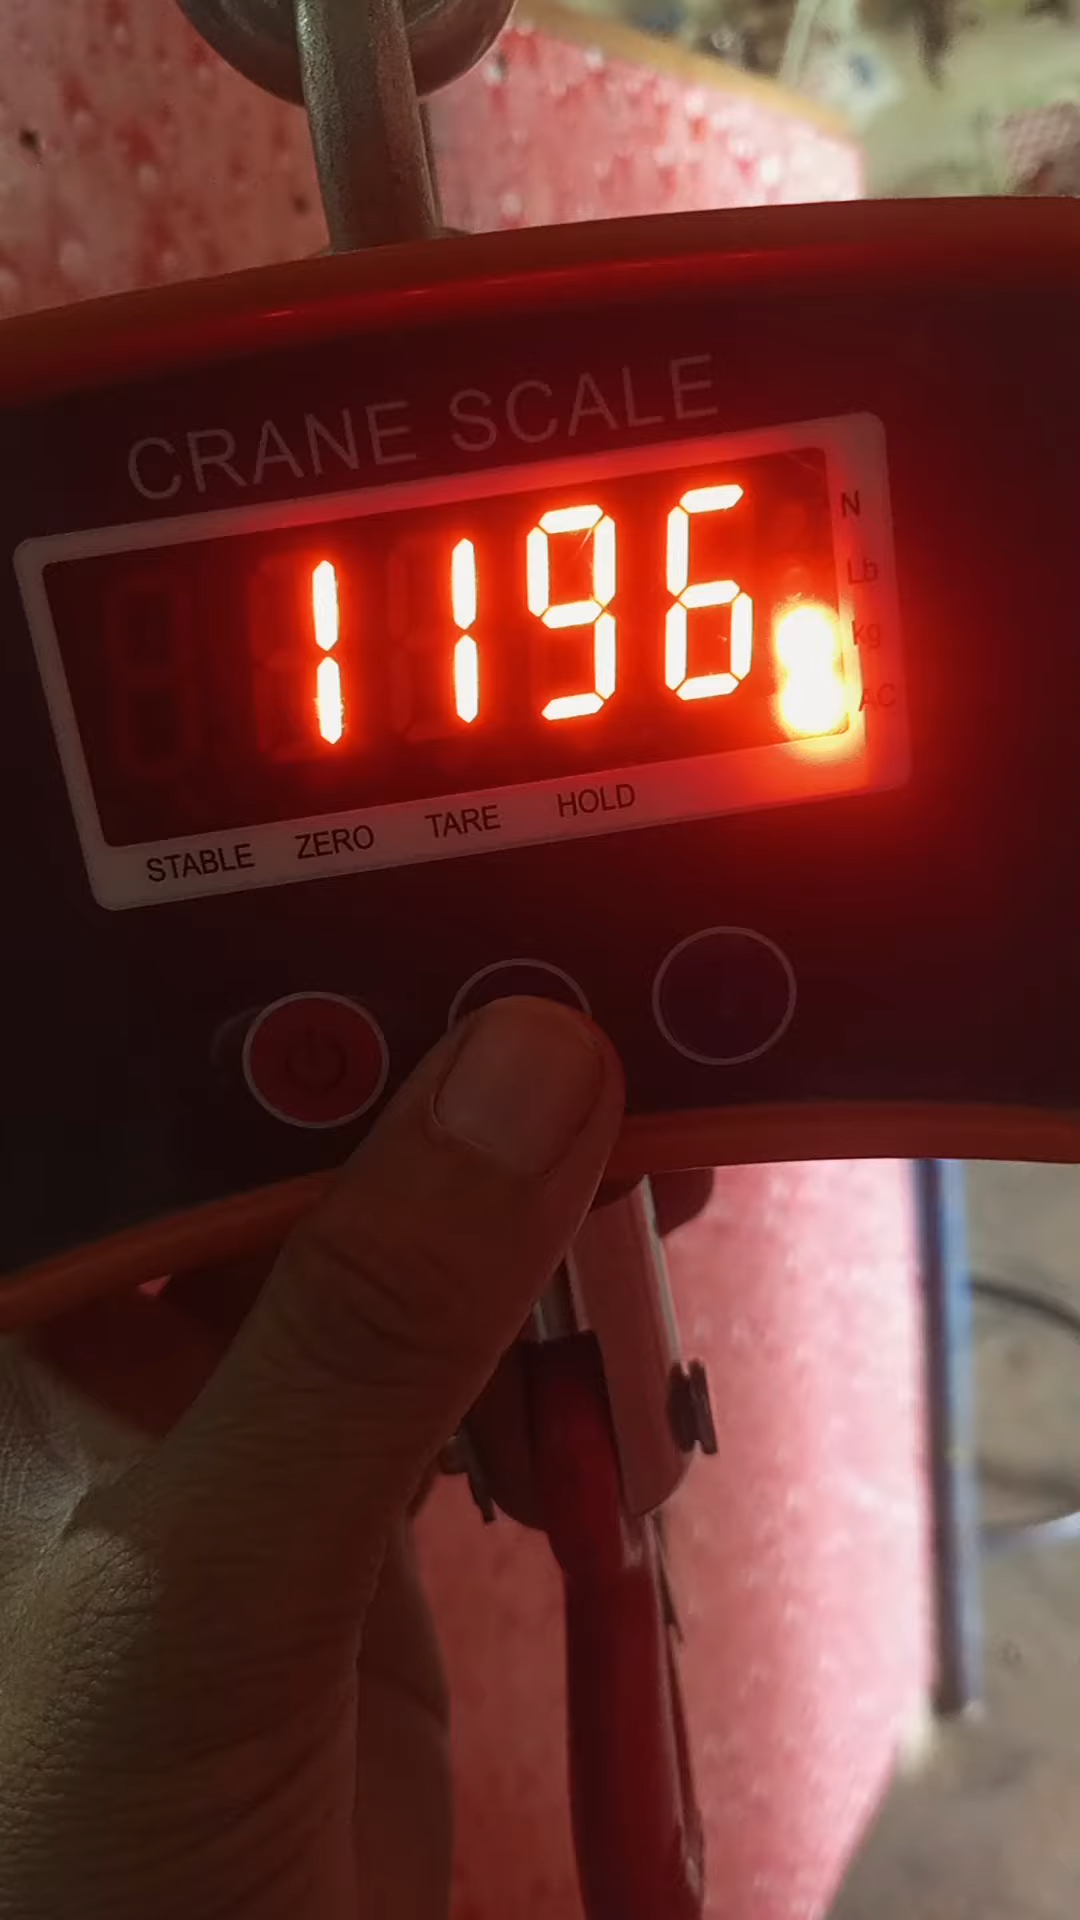 CRANE SCALE
1196
N
Lb
kg
AC
STABLE ZERO TARE HOLD